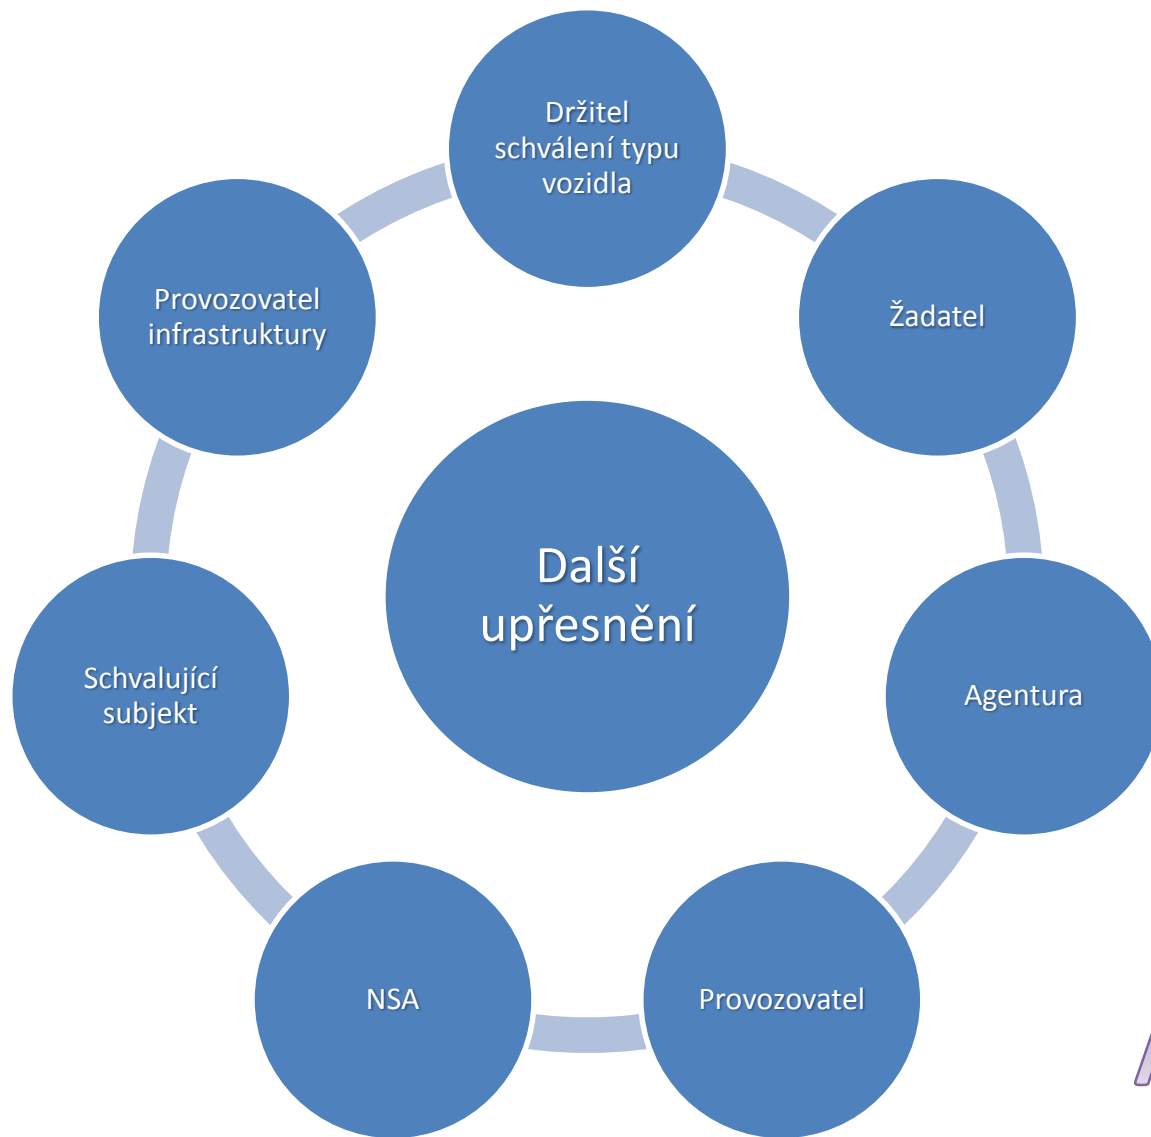 Držitel
schválení typu
vozidla
Žadatel
Agentura
Provozovatel
NSA
Schvalující
subjekt
Provozovatel
infrastruktury
Další
upřesnění